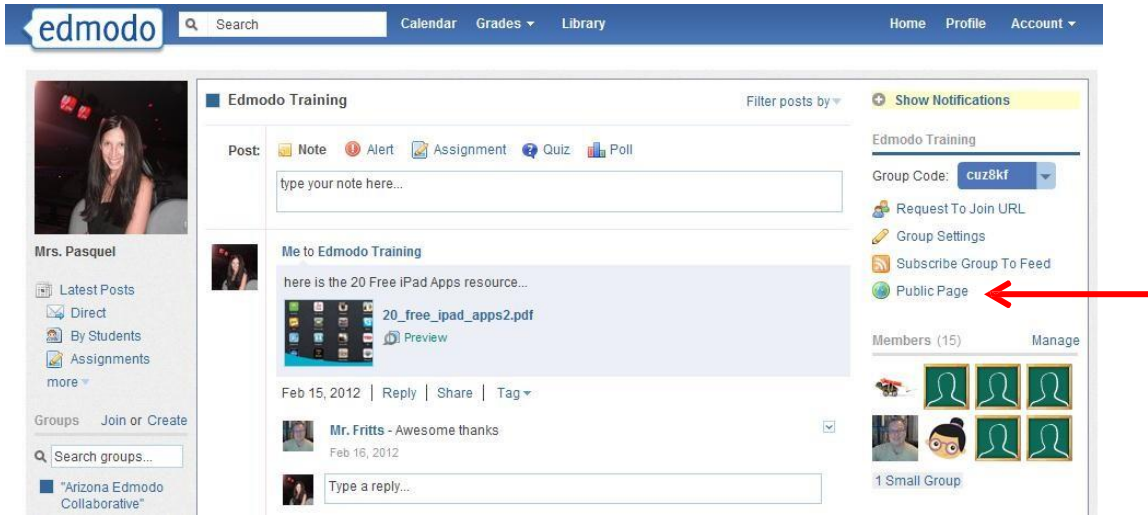 edmodo
Search
Calendar Grades Library
Home Profile Account
Mrs. Pasquel
Latest Posts
Direct
By Students
Assignments
more
Groups Join or Create
Search groups...
"Arizona Edmodo
Collaborative"
Edmodo Training
Filter posts by
Post: Note Alert Assignment Quiz Poll
type your note here...
Me to Edmodo Training
here is the 20 Free iPad Apps resource...
20_free_ipad_apps2.pdf
Preview
Feb 15, 2012 | Reply | Share | Tag
Mr. Fritts - Awesome thanks
Feb 16, 2012
Type a reply...
Show Notifications
Edmodo Training
Group Code: cuz8kf
Request To Join URL
Group Settings
Subscribe Group To Feed
Public Page
Members (15) Manage
1 Small Group